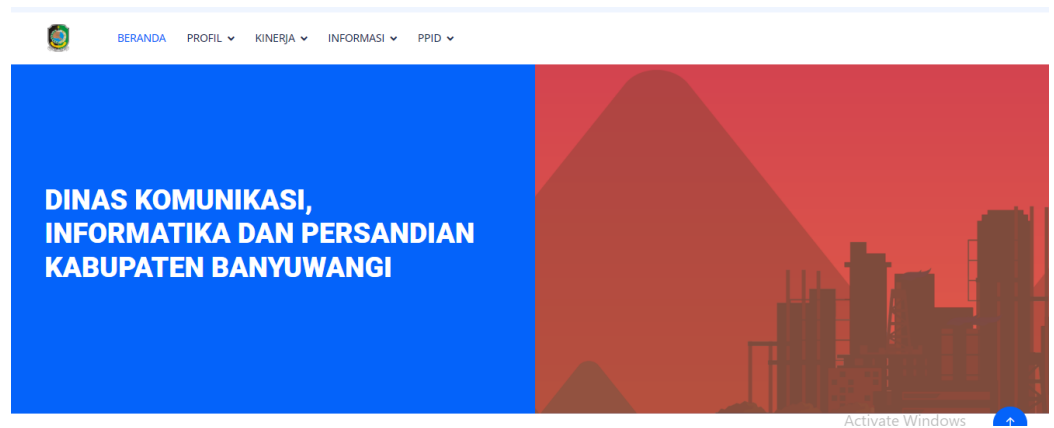 BERANDA PROFIL KINERJA INFORMASI PPID
DINAS KOMUNIKASI,
INFORMATIKA DAN PERSANDIAN
KABUPATEN BANYUWANGI
Activate Windows